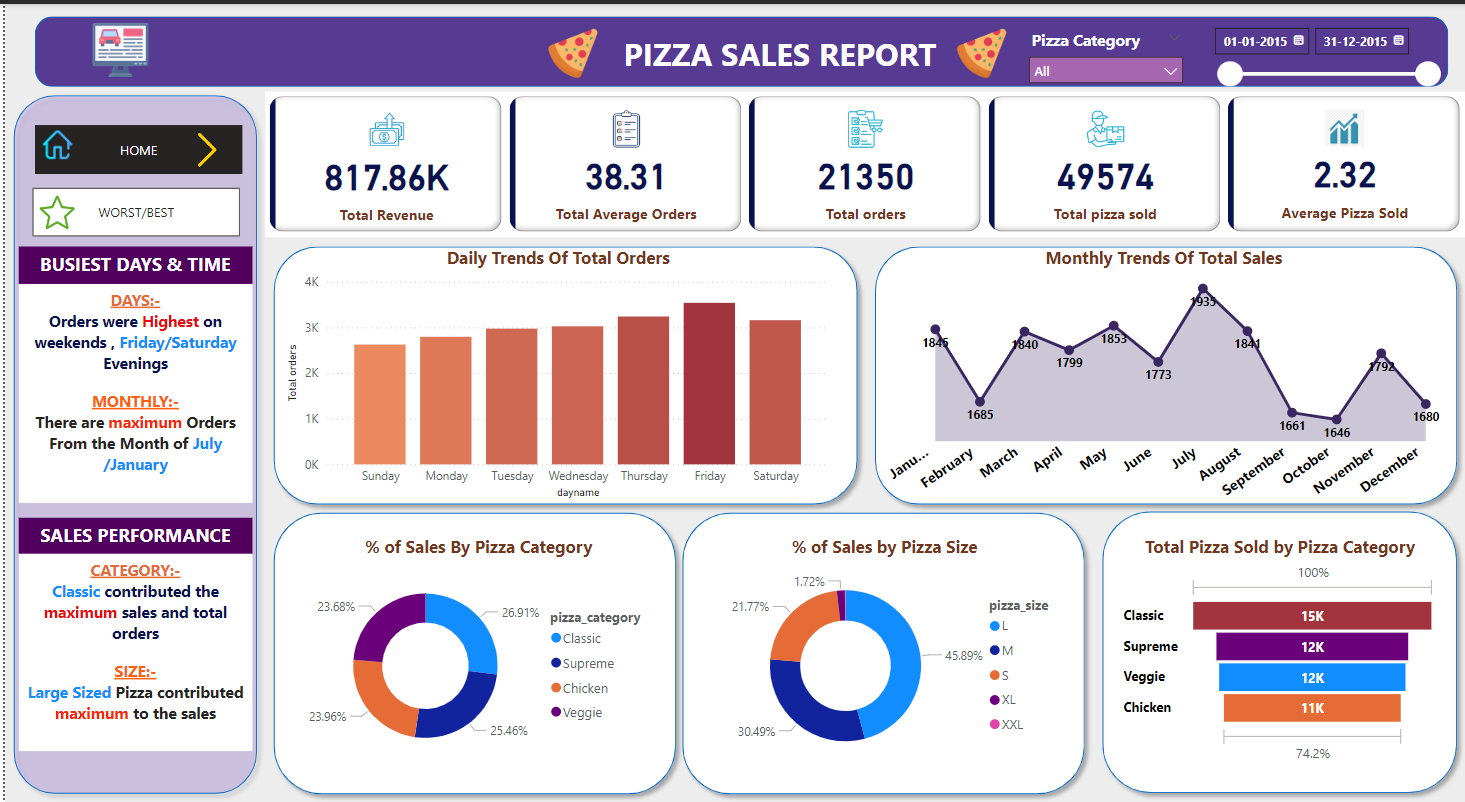 PIZZA SALES REPORT
Pizza Category
All
01-01-2015
31-12-2015
HOME
WORST/BEST
BUSIEST DAYS & TIME
DAYS:-
Orders were Highest on
weekends , Friday/Saturday
Evenings
MONTHLY:-
There are maximum Orders
From the Month of July
/January
SALES PERFORMANCE
CATEGORY:-
Classic contributed the
maximum sales and total
orders
SIZE:-
Large Sized Pizza contributed
maximum to the sales
817.86K
Total Revenue
38.31
Total Average Orders
21350
Total orders
49574
Total pizza sold
2.32
Average Pizza Sold
Daily Trends Of Total Orders
Total orders
4K
3K
2K
1K
0K
Sunday
Monday
Tuesday
Wednesday
Thursday
Friday
Saturday
dayname
Monthly Trends Of Total Sales
1845
1685
1840
1799
1853
1773
1935
1841
1661
1646
1792
1680
Janu...
February
March
April
May
June
July
August
September
October
November
December
% of Sales By Pizza Category
23.68%
26.91%
23.96%
25.46%
pizza_category
Classic
Supreme
Chicken
Veggie
% of Sales by Pizza Size
1.72%
21.77%
45.89%
30.49%
pizza_size
L
M
S
XL
XXL
Total Pizza Sold by Pizza Category
100%
Classic 15K
Supreme 12K
Veggie 12K
Chicken 11K
74.2%